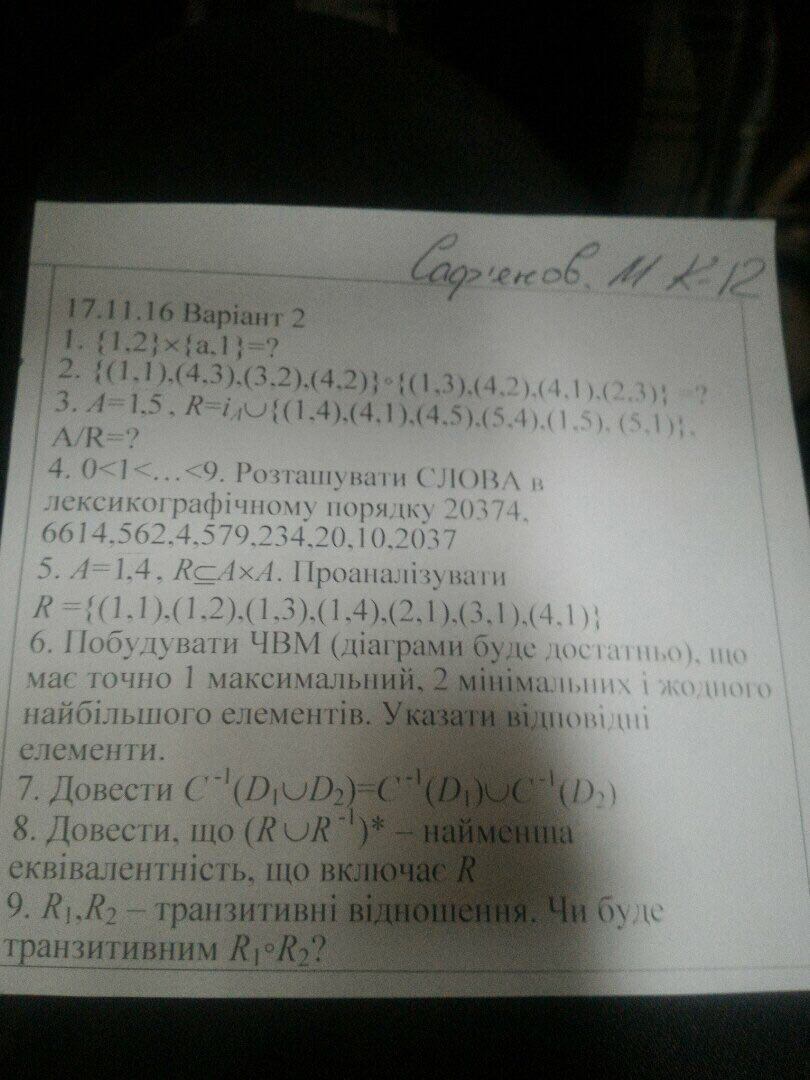 Саф'янов. М К-12
17.11.16 Варіант 2
1. {1,2}×{a,1}=?
2. {(1,1),(4,3),(3,2),(4,2)}∘{(1,3),(4,2),(4,1),(2,3)} =?
3. A=1,5, R=i_A∪{(1,4),(4,1),(4,5),(5,4),(1,5), (5,1)}.
A/R=?
4. 0<1<…<9. Розташувати СЛОВА в
лексикографічному порядку 20374,
6614,562,4,579,234,20,10,2037
5. A=1,4, R⊆A×A. Проаналізувати
R ={(1,1),(1,2),(1,3),(1,4),(2,1),(3,1),(4,1)}
6. Побудувати ЧВМ (діаграми буде достатньо), що
має точно 1 максимальний, 2 мінімальних і жодного
найбільшого елементів. Указати відповідні
елементи.
7. Довести C⁻¹(D₁∪D₂)=C⁻¹(D₁)∪C⁻¹(D₂)
8. Довести, що (R∪R⁻¹)* – найменша
еквівалентність, що включає R
9. R₁,R₂ – транзитивні відношення. Чи буде
транзитивним R₁∘R₂?